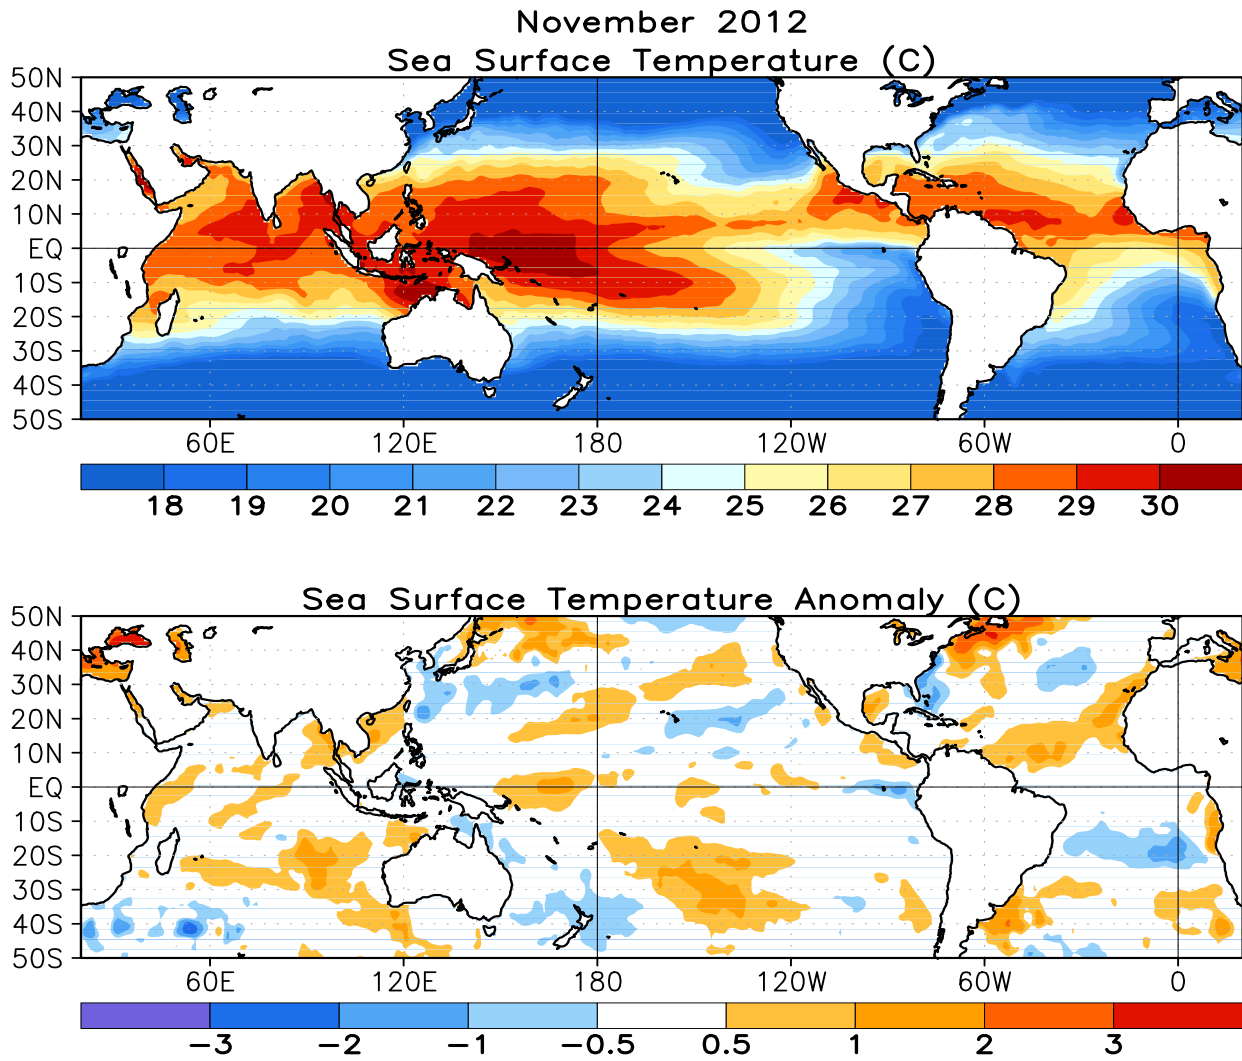 November 2012
Sea Surface Temperature (C)
50N
40N
30N
20N
10N
EQ
10S
20S
30S
40S
50S
60E 120E 180 120W 60W 0
18 19 20 21 22 23 24 25 26 27 28 29 30
Sea Surface Temperature Anomaly (C)
50N
40N
30N
20N
10N
EQ
10S
20S
30S
40S
50S
60E 120E 180 120W 60W 0
−3 −2 −1 −0.5 0.5 1 2 3